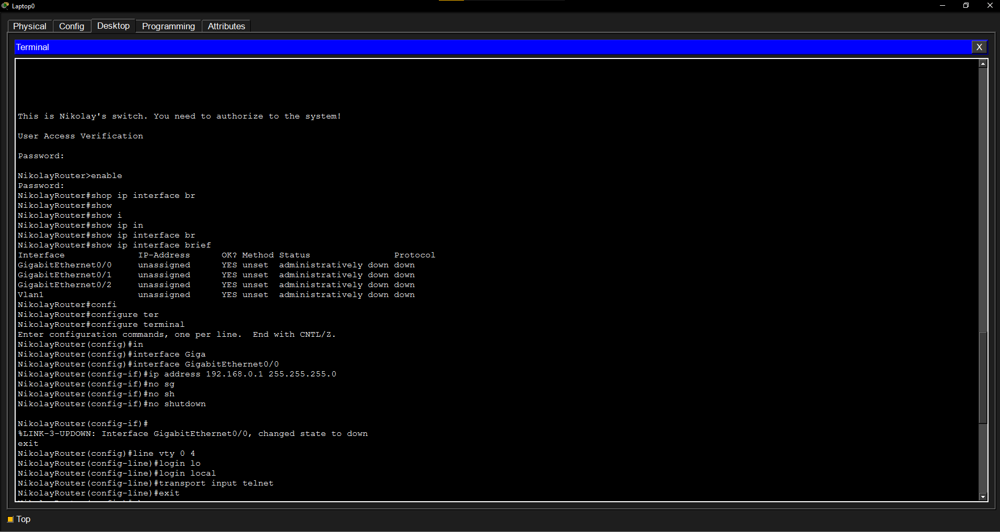 Laptop0
Physical Config Desktop Programming Attributes
Terminal X
This is Nikolay's switch. You need to authorize to the system!
User Access Verification
Password:
NikolayRouter>enable
Password:
NikolayRouter#shop ip interface br
NikolayRouter#show
NikolayRouter#show i
NikolayRouter#show ip in
NikolayRouter#show ip interface br
NikolayRouter#show ip interface brief
Interface IP-Address OK? Method Status Protocol
GigabitEthernet0/0 unassigned YES unset administratively down down
GigabitEthernet0/1 unassigned YES unset administratively down down
GigabitEthernet0/2 unassigned YES unset administratively down down
Vlan1 unassigned YES unset administratively down down
NikolayRouter#confi
NikolayRouter#configure ter
NikolayRouter#configure terminal
Enter configuration commands, one per line. End with CNTL/Z.
NikolayRouter(config)#in
NikolayRouter(config)#interface Giga
NikolayRouter(config)#interface GigabitEthernet0/0
NikolayRouter(config-if)#ip address 192.168.0.1 255.255.255.0
NikolayRouter(config-if)#no sg
NikolayRouter(config-if)#no sh
NikolayRouter(config-if)#no shutdown
NikolayRouter(config-if)#
%LINK-3-UPDOWN: Interface GigabitEthernet0/0, changed state to down
exit
NikolayRouter(config)#line vty 0 4
NikolayRouter(config-line)#login lo
NikolayRouter(config-line)#login local
NikolayRouter(config-line)#transport input telnet
NikolayRouter(config-line)#exit
Top